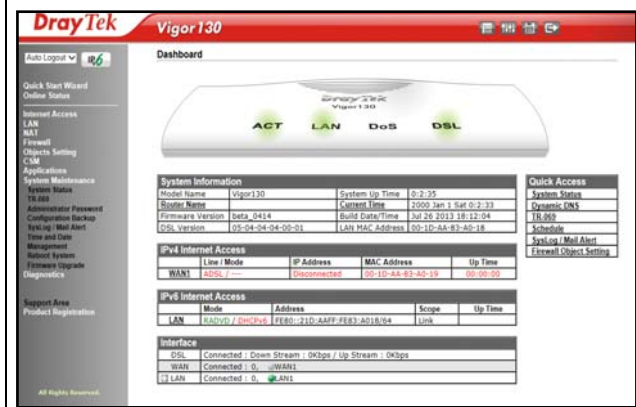 DrayTek Vigor130
Auto Logout IPv6
Quick Start Wizard
Online Status
Internet Access
LAN
NAT
Firewall
Objects Setting
CSM
Applications
System Maintenance
System Status
TR-069
Administrator Password
Configuration Backup
SysLog / Mail Alert
Time and Date
Management
Reboot System
Firmware Upgrade
Diagnostics
Support Area
Product Registration
All Rights Reserved.
Dashboard
DrayTek
Vigor130
ACT LAN DoS DSL
System Information
Model Name Vigor130 System Up Time 0:2:35
Router Name Current Time 2000 Jan 1 Sat 0:2:33
Firmware Version beta_0414 Build Date/Time Jul 26 2013 18:12:04
DSL Version 05-04-04-04-00-01 LAN MAC Address 00-1D-AA-83-A0-18
IPv4 Internet Access
Line / Mode IP Address MAC Address Up Time
WAN1 ADSL / --- Disconnected 00-1D-AA-83-A0-19 00:00:00
IPv6 Internet Access
Mode Address Scope Up Time
LAN RADVD / DHCPv6 FE80::21D:AAFF:FE83:A018/64 Link
Interface
DSL Connected : Down Stream : 0Kbps / Up Stream : 0Kbps
WAN Connected : 0, WAN1
LAN Connected : 0, LAN1
Quick Access
System Status
Dynamic DNS
TR-069
Schedule
SysLog / Mail Alert
Firewall Object Setting